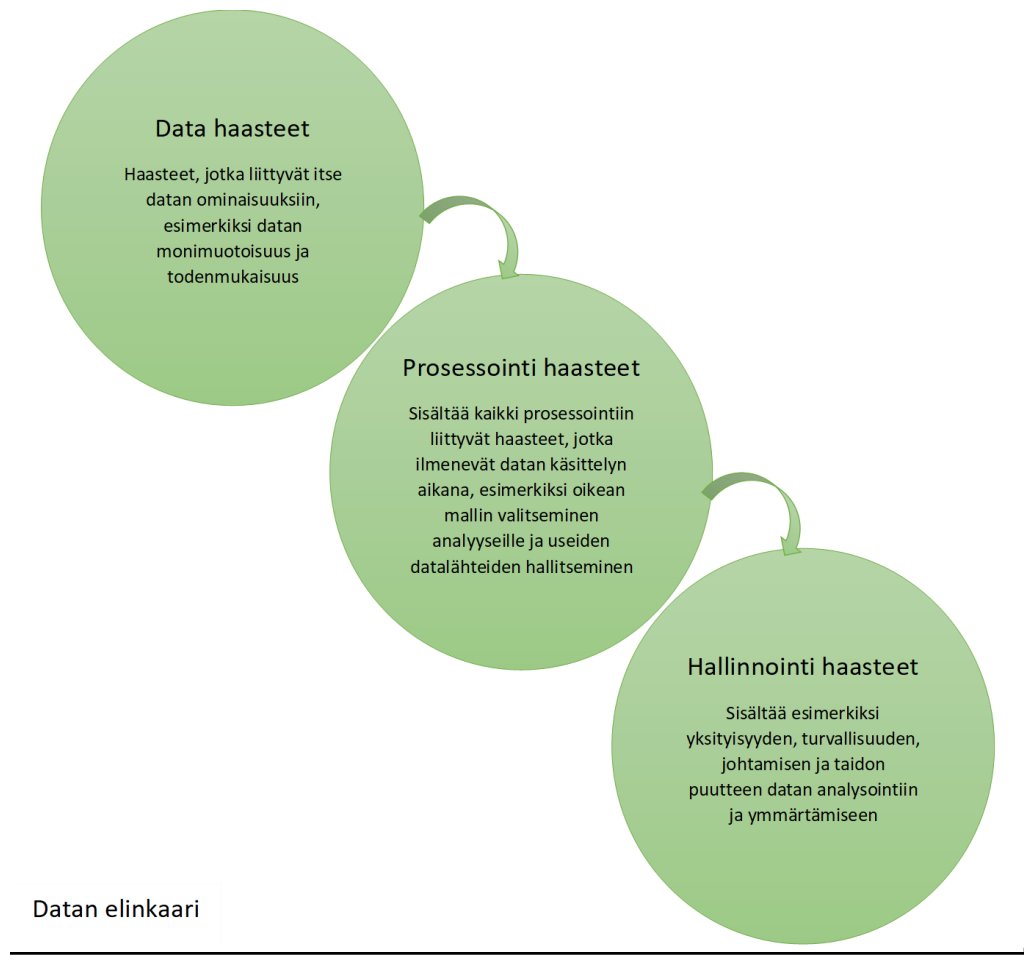 Data haasteet
Haasteet, jotka liittyvät itse
datan ominaisuuksiin,
esimerkiksi datan
monimuotoisuus ja
todenmukaisuus
Prosessointi haasteet
Sisältää kaikki prosessointiin
liittyvät haasteet, jotka
ilmenevät datan käsittelyn
aikana, esimerkiksi oikean
mallin valitseminen
analyyseille ja useiden
datalähteiden hallitseminen
Hallinnointi haasteet
Sisältää esimerkiksi
yksityisyyden, turvallisuuden,
johtamisen ja taidon
puutteen datan analysointiin
ja ymmärtämiseen
Datan elinkaari